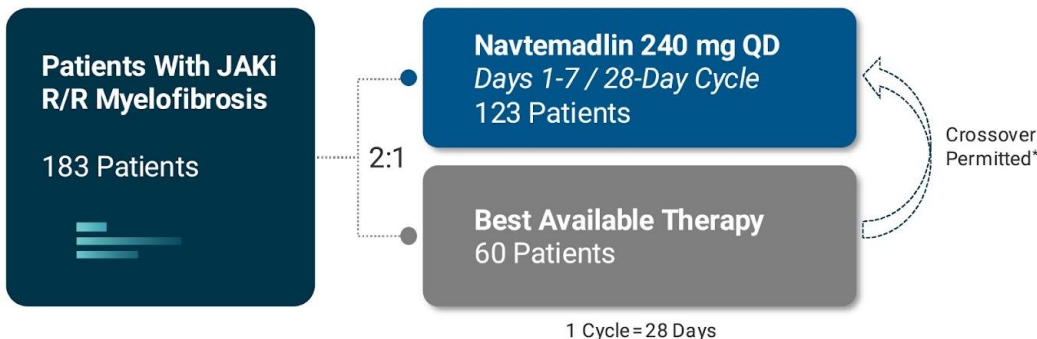 Patients With JAKi
R/R Myelofibrosis
183 Patients
2:1
Navtemadlin 240 mg QD
Days 1-7 / 28-Day Cycle
123 Patients
Best Available Therapy
60 Patients
Crossover
Permitted*
1 Cycle=28 Days